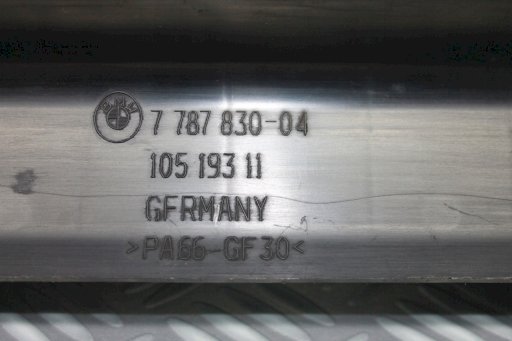 BMW 7 787 830-04
105 193 11
GERMANY
>PA66-GF30<